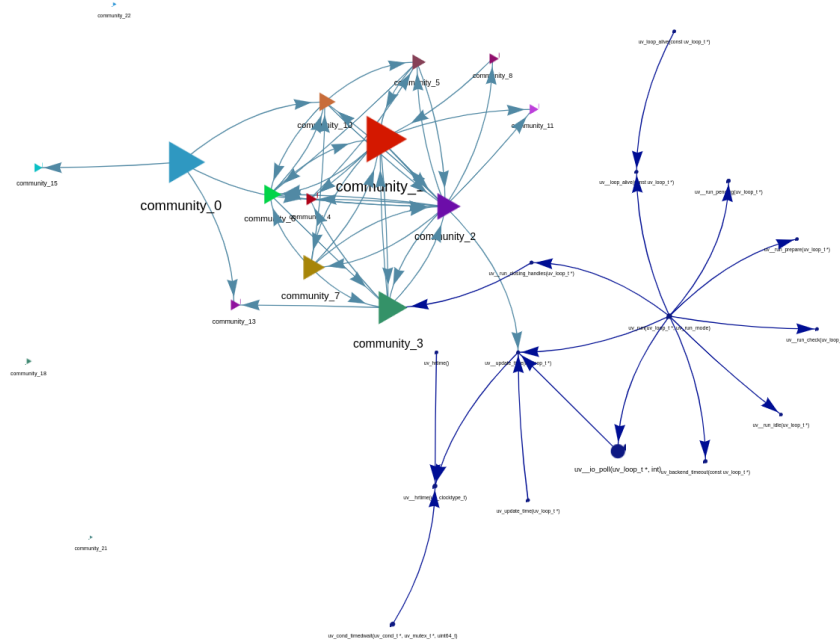 community_22
uv_loop_alive(const uv_loop_t *)
community_5
community_8
community_10
community_11
community_15
community_0
uv__loop_alive(const uv_loop_t *)
uv__run_pending(uv_loop_t *)
community_4
community_2
uv__run_prepare(uv_loop_t *)
uv__run_closing_handles(uv_loop_t *)
community_7
community_13
uv_run(uv_loop_t *, uv_run_mode)
community_3
uv__run_check(uv_loop
uv_hrtime()
uv__update_time(uv_loop_t *)
community_18
uv__run_idle(uv_loop_t *)
uv__io_poll(uv_loop_t *, int)
uv_backend_timeout(const uv_loop_t *)
uv__hrtime(uv_clocktype_t)
uv_update_time(uv_loop_t *)
community_21
uv_cond_timedwait(uv_cond_t *, uv_mutex_t *, uint64_t)